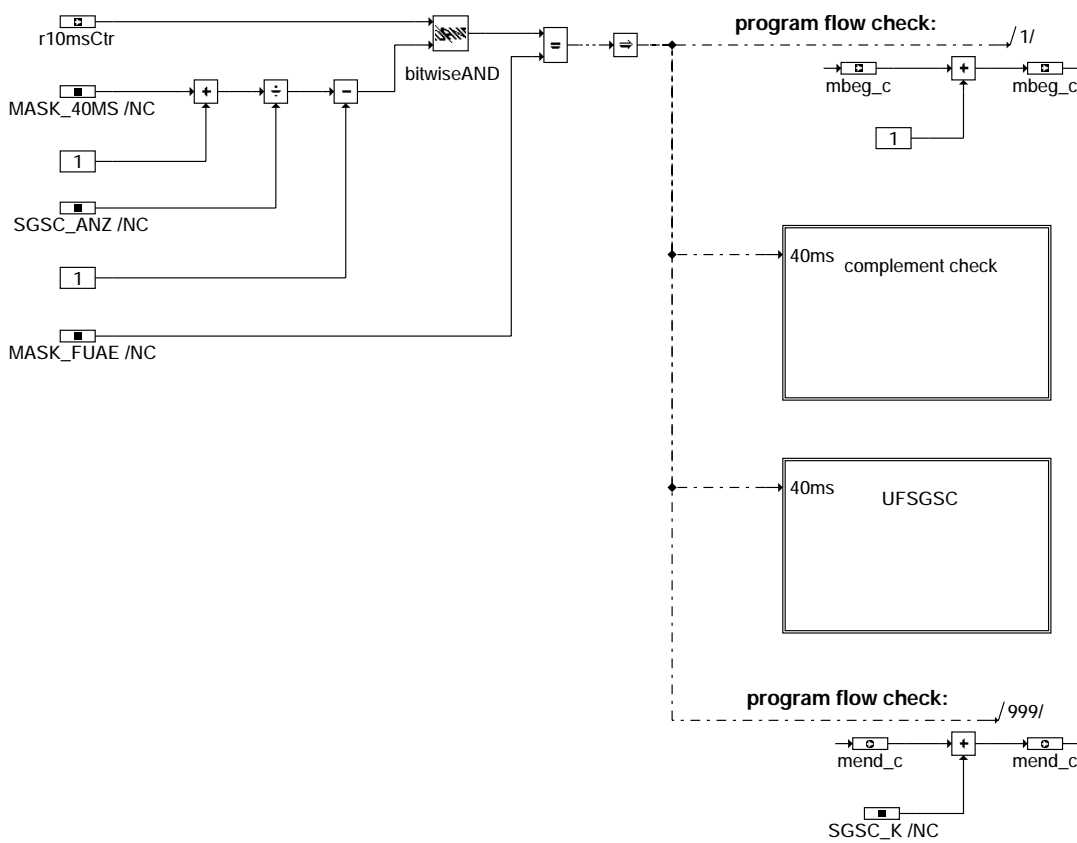 program flow check:
1/
r10msCtr
bitwiseAND
=
mbeg_c
+
mbeg_c
MASK_40MS /NC
+
÷
−
1
1
SGSC_ANZ /NC
1
MASK_FUAE /NC
40ms
complement check
40ms
UFSGSC
program flow check:
999/
mend_c
+
mend_c
SGSC_K /NC